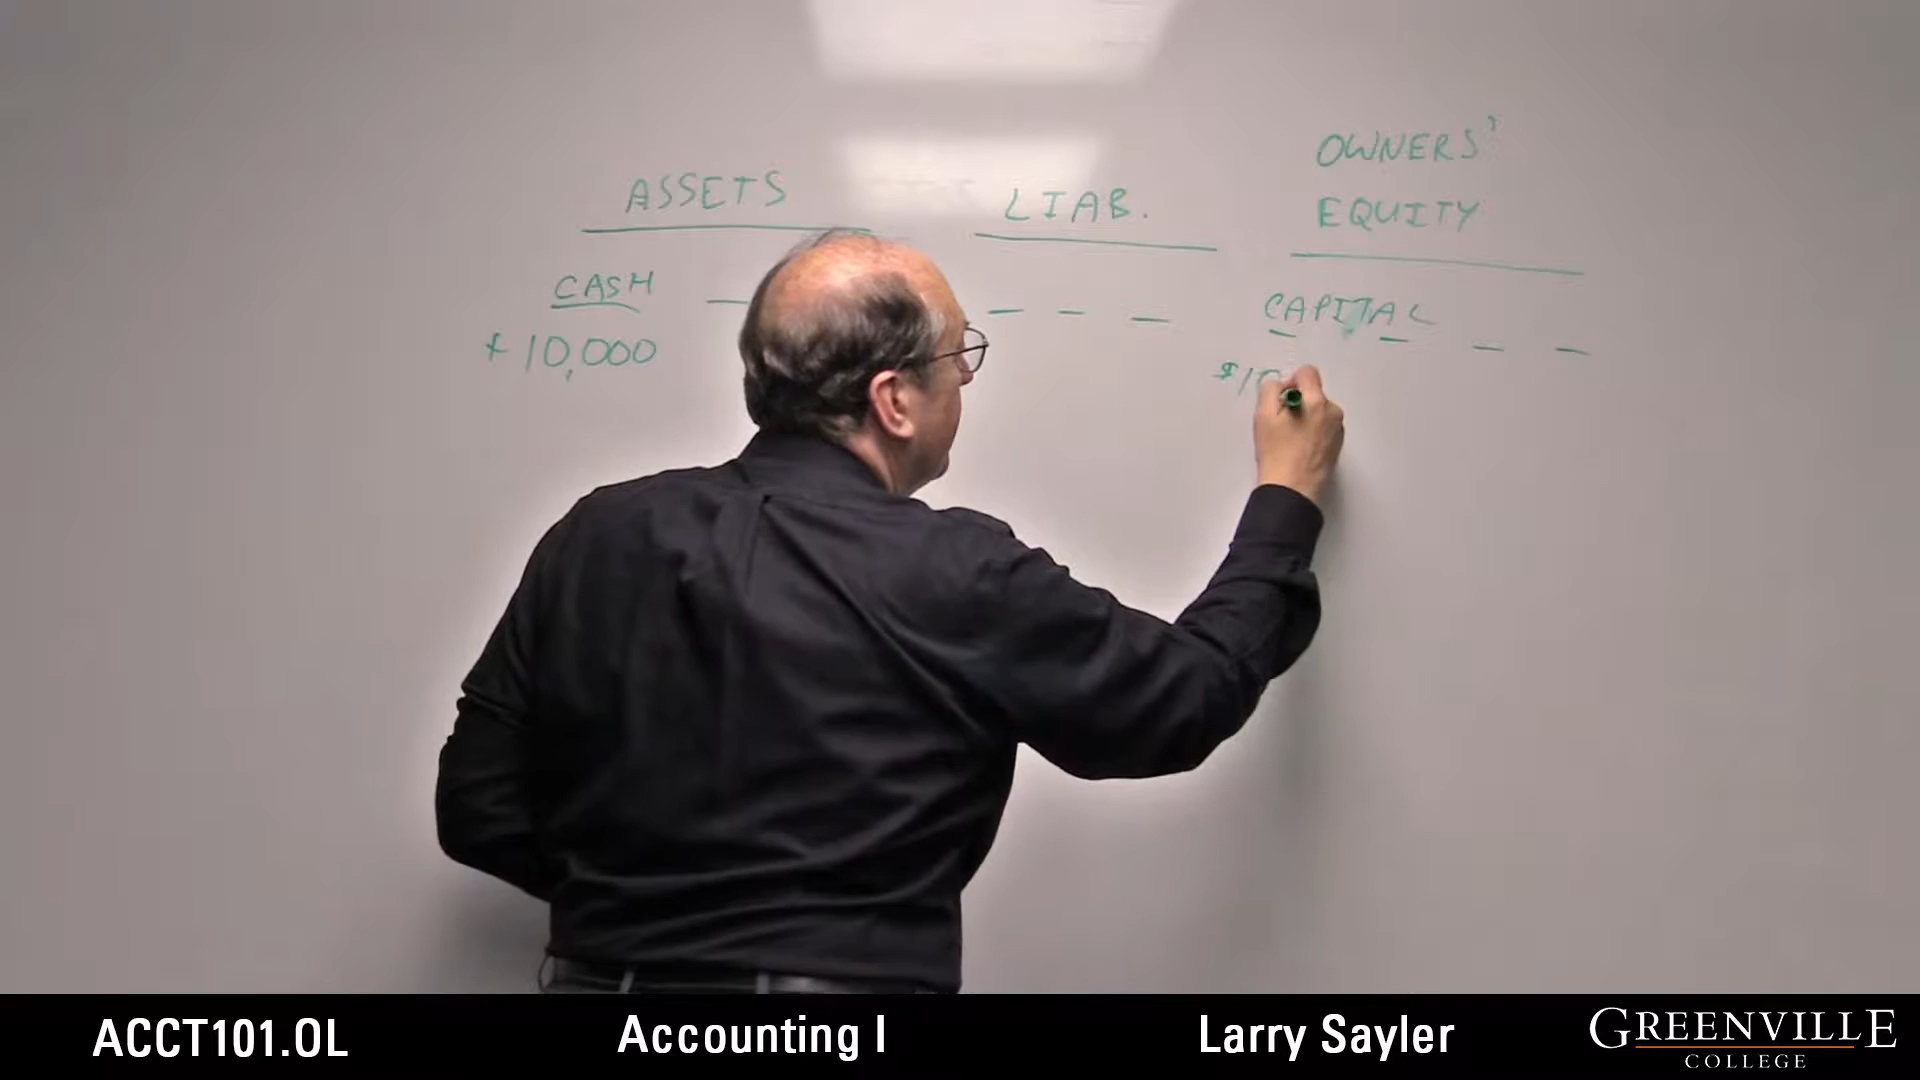 OWNERS'
ASSETS LIAB. EQUITY
CASH — — — — CAPITAL
$10,000
ACCT101.OL Accounting I Larry Sayler GREENVILLE
COLLEGE